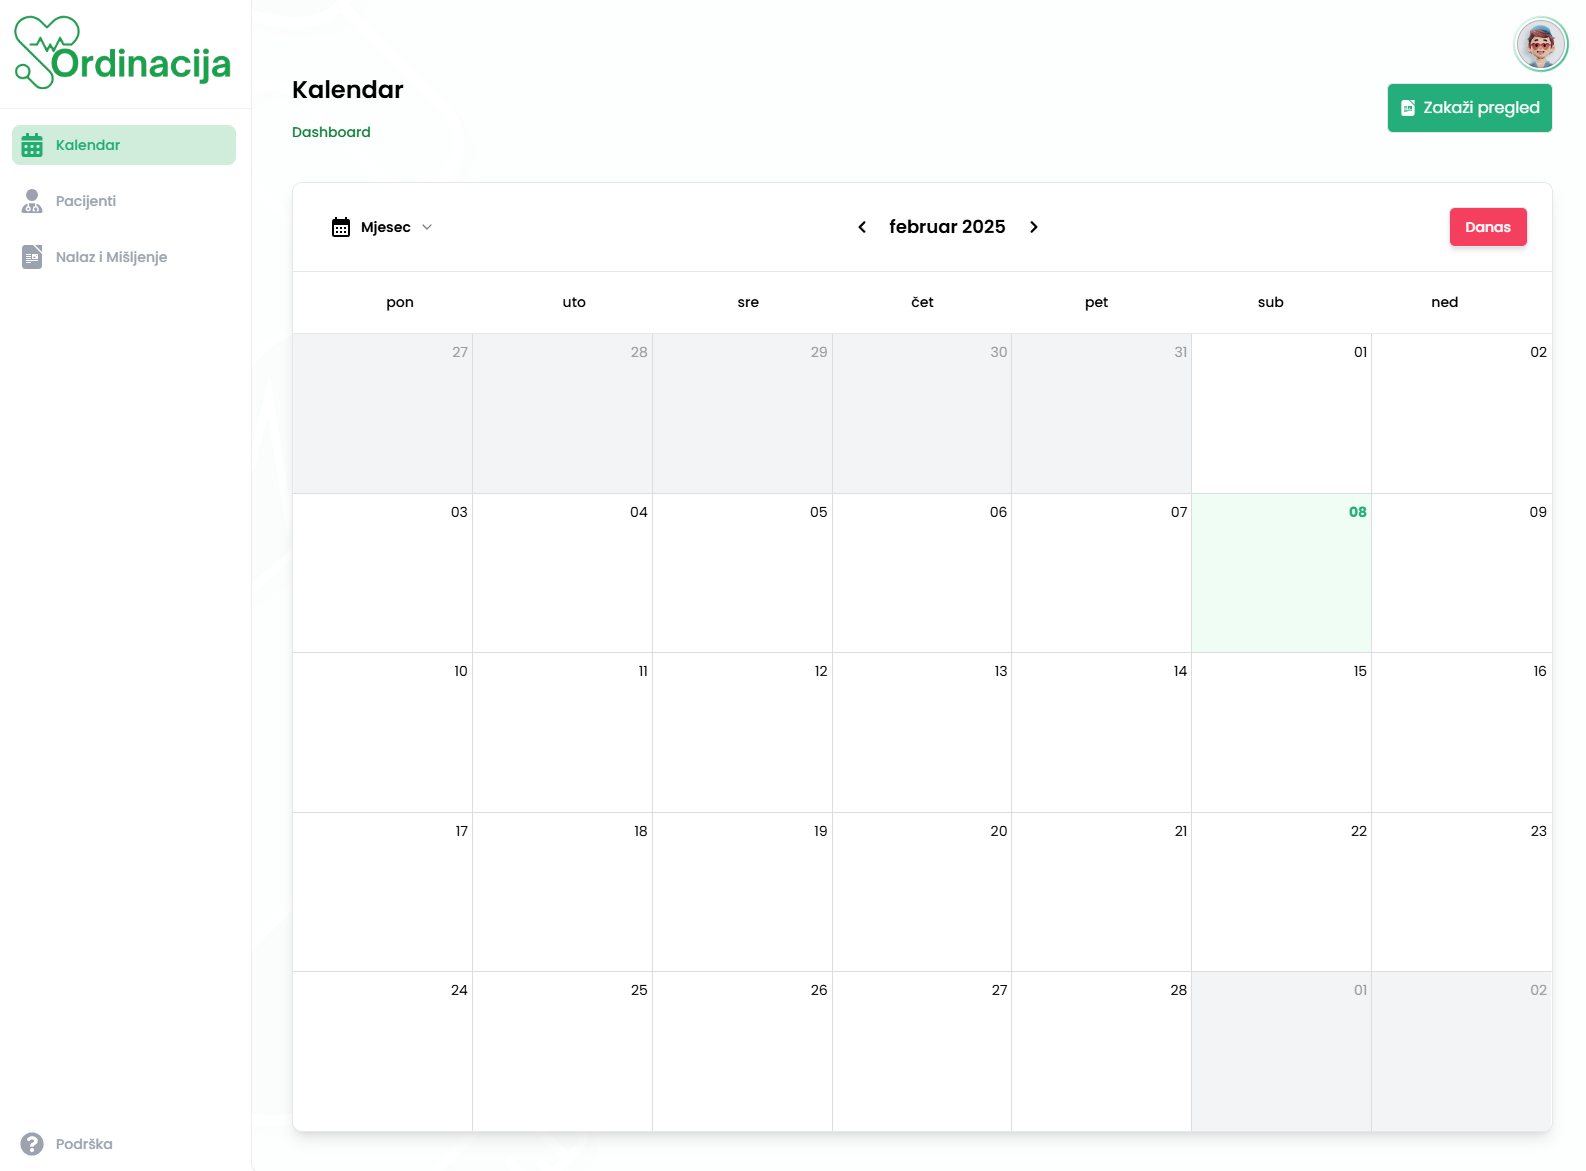 Ordinacija
Kalendar
Pacijenti
Nalaz i Mišljenje
Podrška
Kalendar
Dashboard
Zakaži pregled
Mjesec
februar 2025
Danas
pon uto sre čet pet sub ned
27 28 29 30 31 01 02
03 04 05 06 07 08 09
10 11 12 13 14 15 16
17 18 19 20 21 22 23
24 25 26 27 28 01 02